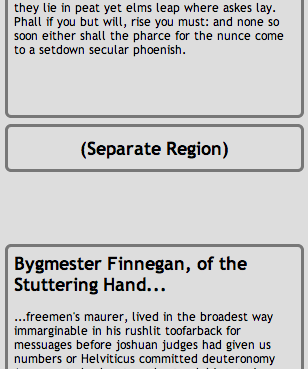 they lie in peat yet elms leap where askes lay.
Phall if you but will, rise you must: and none so
soon either shall the pharce for the nunce come
to a setdown secular phoenish.
(Separate Region)
Bygmester Finnegan, of the
Stuttering Hand...
...freemen's maurer, lived in the broadest way
immarginable in his rushlit toofarback for
messuages before joshuan judges had given us
numbers or Helviticus committed deuteronomy